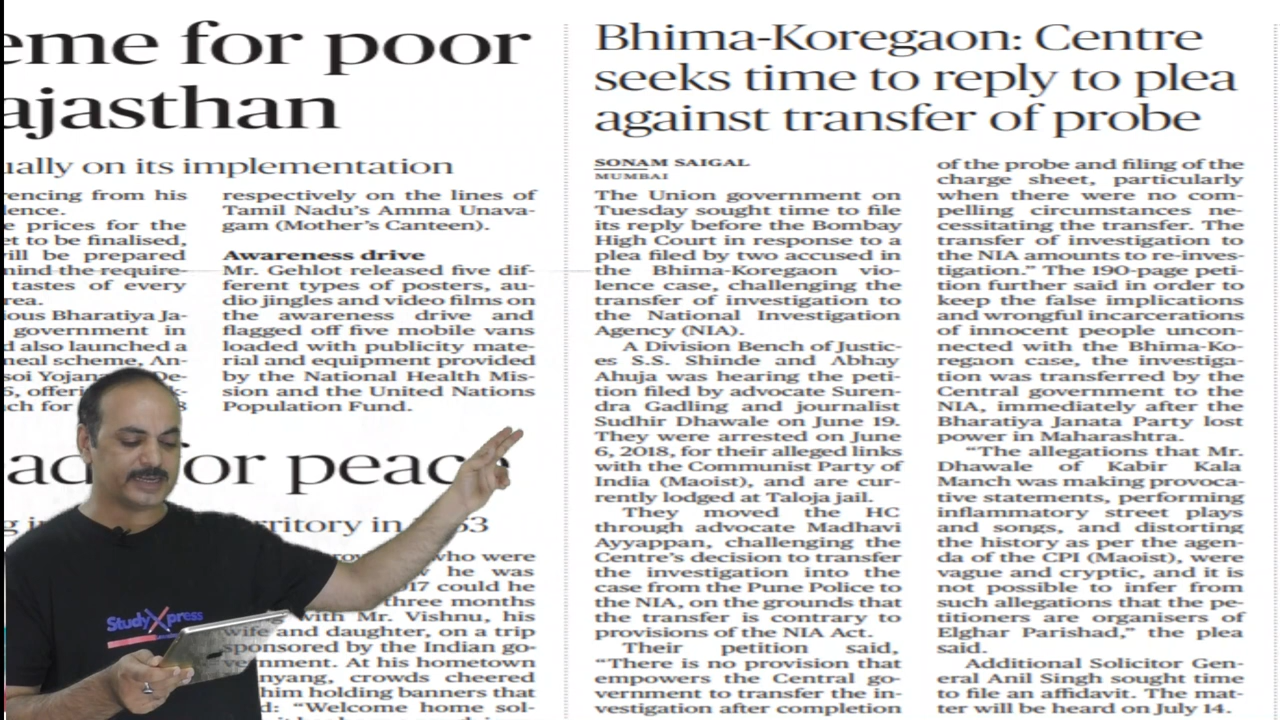 eme for poor
ajasthan
ually on its implementation
rencing from his
lence.
e prices for the
et to be finalised,
ill be prepared
mind the require-
tastes of every
rea.
ious Bharatiya Ja-
government in
d also launched a
neal scheme, An-
soi Yojana De-
6, offeri k-
ch for 8
respectively on the lines of
Tamil Nadu's Amma Unava-
gam (Mother's Canteen).
Awareness drive
Mr. Gehlot released five dif-
ferent types of posters, au-
dio jingles and video films on
the awareness drive and
flagged off five mobile vans
loaded with publicity mate-
rial and equipment provided
by the National Health Mis-
sion and the United Nations
Population Fund.
ad for peace
g i rritory in 63
who were
he was
017 could he
three months
with Mr. Vishnu, his
wife and daughter, on a trip
sponsored by the Indian go-
vernment. At his hometown
nyang, crowds cheered
him holding banners that
d: "Welcome home sol-
StudyXpress
Bhima-Koregaon: Centre
seeks time to reply to plea
against transfer of probe
SONAM SAIGAL
MUMBAI
The Union government on
Tuesday sought time to file
its reply before the Bombay
High Court in response to a
plea filed by two accused in
the Bhima-Koregaon vio-
lence case, challenging the
transfer of investigation to
the National Investigation
Agency (NIA).
A Division Bench of Justic-
es S.S. Shinde and Abhay
Ahuja was hearing the peti-
tion filed by advocate Suren-
dra Gadling and journalist
Sudhir Dhawale on June 19.
They were arrested on June
6, 2018, for their alleged links
with the Communist Party of
India (Maoist), and are cur-
rently lodged at Taloja jail.
They moved the HC
through advocate Madhavi
Ayyappan, challenging the
Centre's decision to transfer
the investigation into the
case from the Pune Police to
the NIA, on the grounds that
the transfer is contrary to
provisions of the NIA Act.
Their petition said,
"There is no provision that
empowers the Central go-
vernment to transfer the in-
vestigation after completion
of the probe and filing of the
charge sheet, particularly
when there were no com-
pelling circumstances ne-
cessitating the transfer. The
transfer of investigation to
the NIA amounts to re-inves-
tigation." The 190-page peti-
tion further said in order to
keep the false implications
and wrongful incarcerations
of innocent people uncon-
nected with the Bhima-Ko-
regaon case, the investiga-
tion was transferred by the
Central government to the
NIA, immediately after the
Bharatiya Janata Party lost
power in Maharashtra.
"The allegations that Mr.
Dhawale of Kabir Kala
Manch was making provoca-
tive statements, performing
inflammatory street plays
and songs, and distorting
the history as per the agen-
da of the CPI (Maoist), were
vague and cryptic, and it is
not possible to infer from
such allegations that the pe-
titioners are organisers of
Elghar Parishad," the plea
said.
Additional Solicitor Gen-
eral Anil Singh sought time
to file an affidavit. The mat-
ter will be heard on July 14.